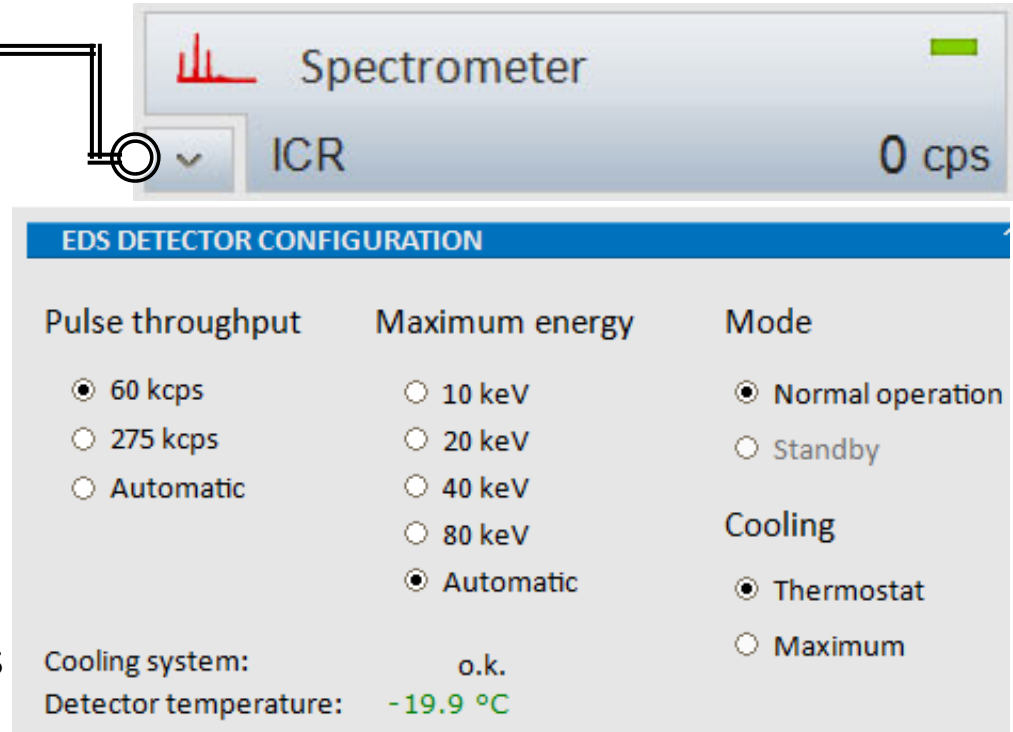 Spectrometer
ICR 0 cps
EDS DETECTOR CONFIGURATION
Pulse throughput Maximum energy Mode
60 kcps 10 keV Normal operation
275 kcps 20 keV Standby
Automatic 40 keV
80 keV Cooling
Automatic Thermostat
Maximum
Cooling system: o.k.
Detector temperature: -19.9 ºC